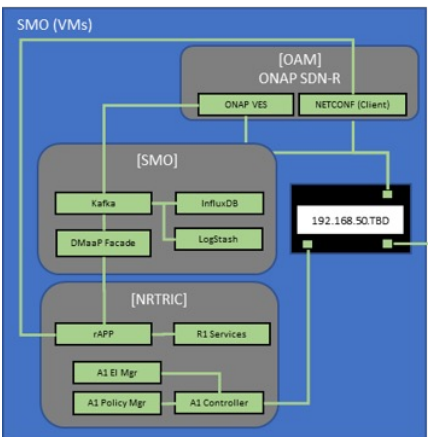 SMO (VMs)
[OAM]
ONAP SDN-R
ONAP VES
NETCONF (Client)
[SMO]
Kafka
InfluxDB
DMaaP Facade
LogStash
192.168.50.TBD
[NRTRIC]
rAPP
R1 Services
A1 EI Mgr
A1 Policy Mgr
A1 Controller